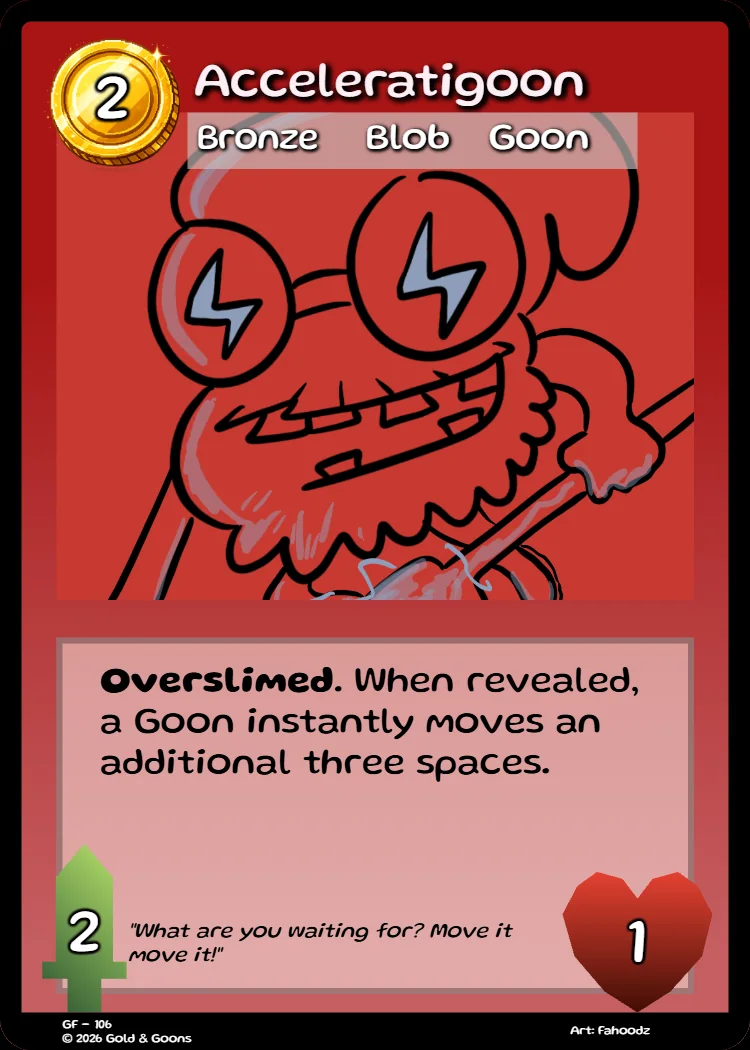 2
Acceleratigoon
Bronze Blob Goon
Overslimed. When revealed,
a Goon instantly moves an
additional three spaces.
2
"What are you waiting for? Move it
move it!"
1
GF - 106
© 2026 Gold & Goons
Art: Fahoodz